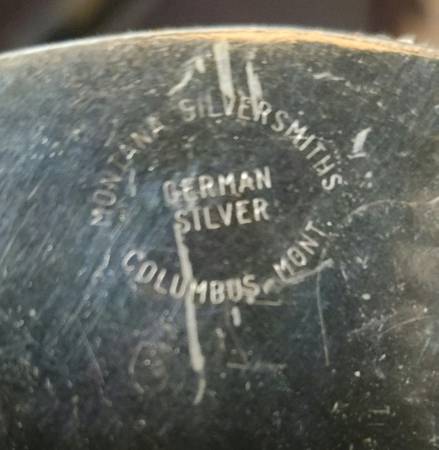 MONTANA SILVERSMITHS
GERMAN
SILVER
COLUMBUS, MONT.